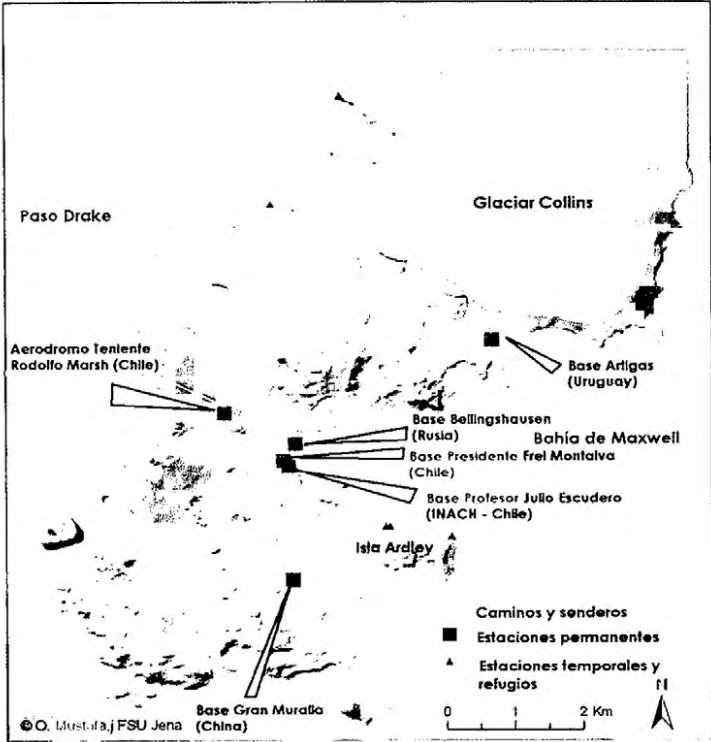 Glaciar Collins
Paso Drake
Aerodromo Teniente
Rodolfo Marsh (Chile)
Base Artigas
(Uruguay)
Base Bellingshausen
(Rusia)
Bahía de Maxwell
Base Presidente Frei Montalva
(Chile)
Base Profesor Julio Escudero
(INACH - Chile)
Isla Ardley
Caminos y senderos
Estaciones permanentes
Estaciones temporales y
refugios
Base Gran Muralla
(China)
N
0 1 2 Km
©O. Mustafa, FSU Jena